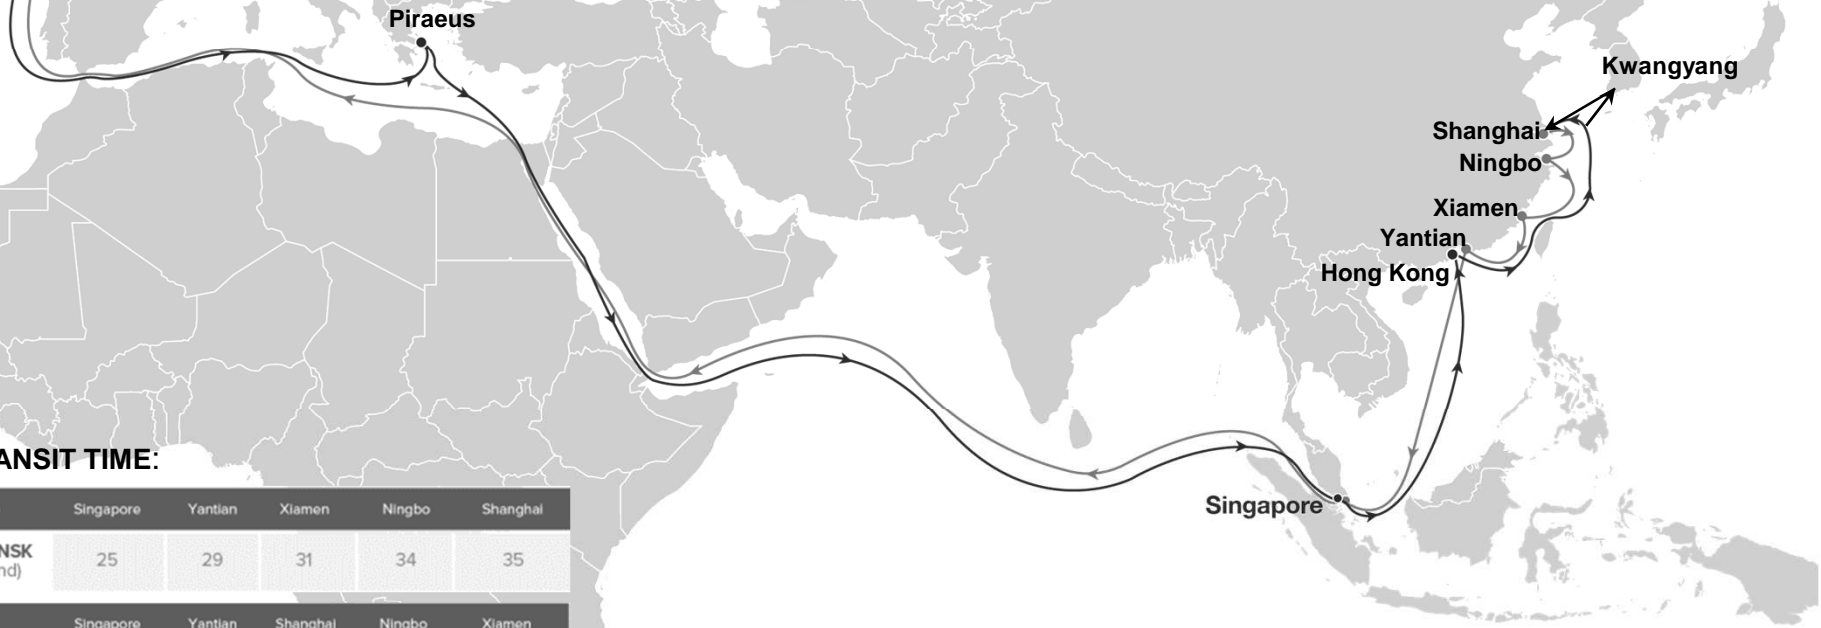 Piraeus
Kwangyang
Shanghai
Ningbo
Xiamen
Yantian
Hong Kong
Singapore
ANSIT TIME:
Singapore Yantian Xiamen Ningbo Shanghai
NSK 25 29 31 34 35
nd)
Singapore Yantian Shanghai Ningbo Xiamen